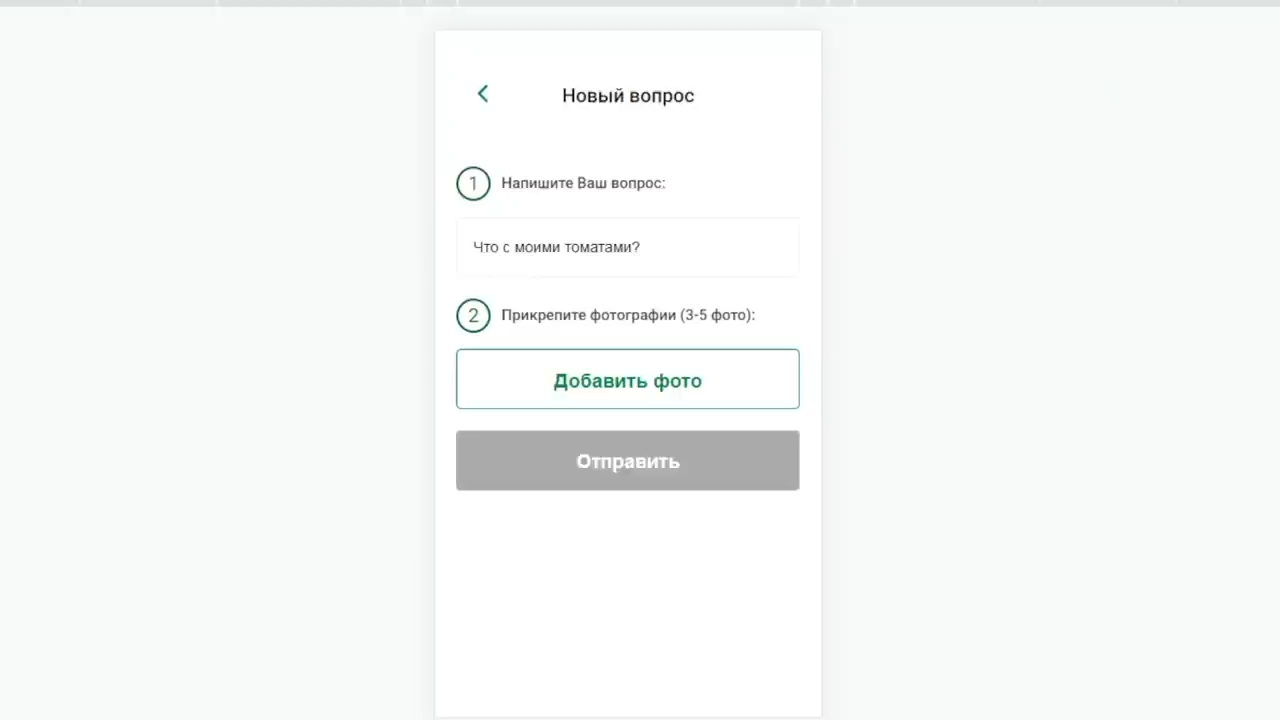 Новый вопрос
1 Напишите Ваш вопрос:
Что с моими томатами?
2 Прикрепите фотографии (3-5 фото):
Добавить фото
Отправить